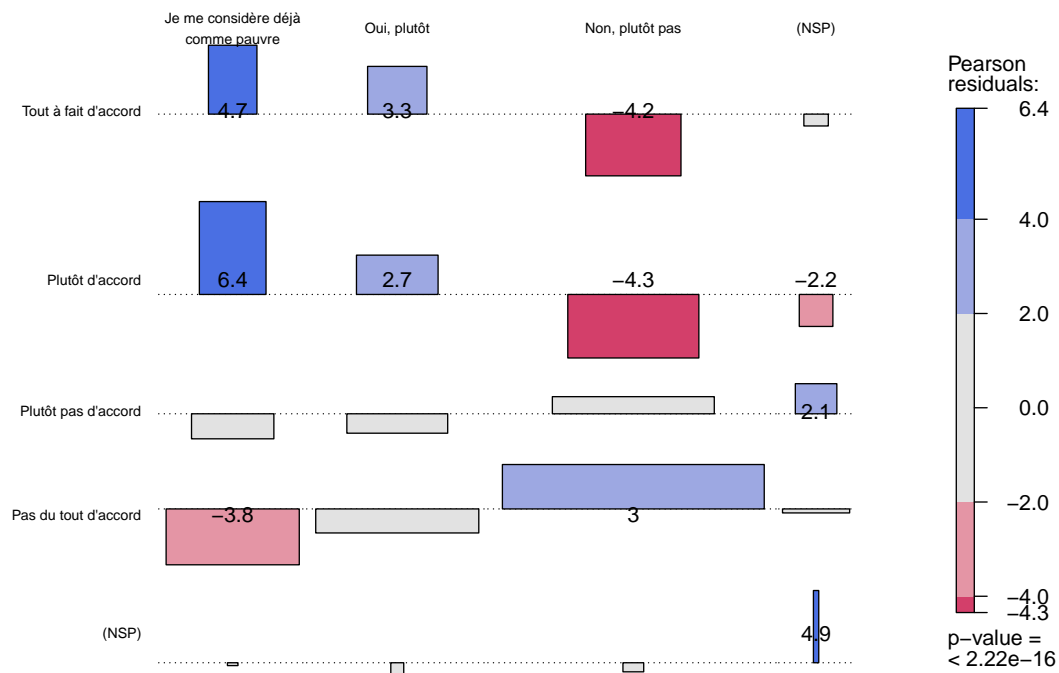 Je me considère déjà
comme pauvre
Oui, plutôt
Non, plutôt pas
(NSP)
Tout à fait d'accord
4.7
3.3
−4.2
Plutôt d'accord
6.4
2.7
−4.3
−2.2
Plutôt pas d'accord
2.1
Pas du tout d'accord
−3.8
3
(NSP)
4.9
Pearson
residuals:
6.4
4.0
2.0
0.0
−2.0
−4.0
−4.3
p−value =
< 2.22e−16